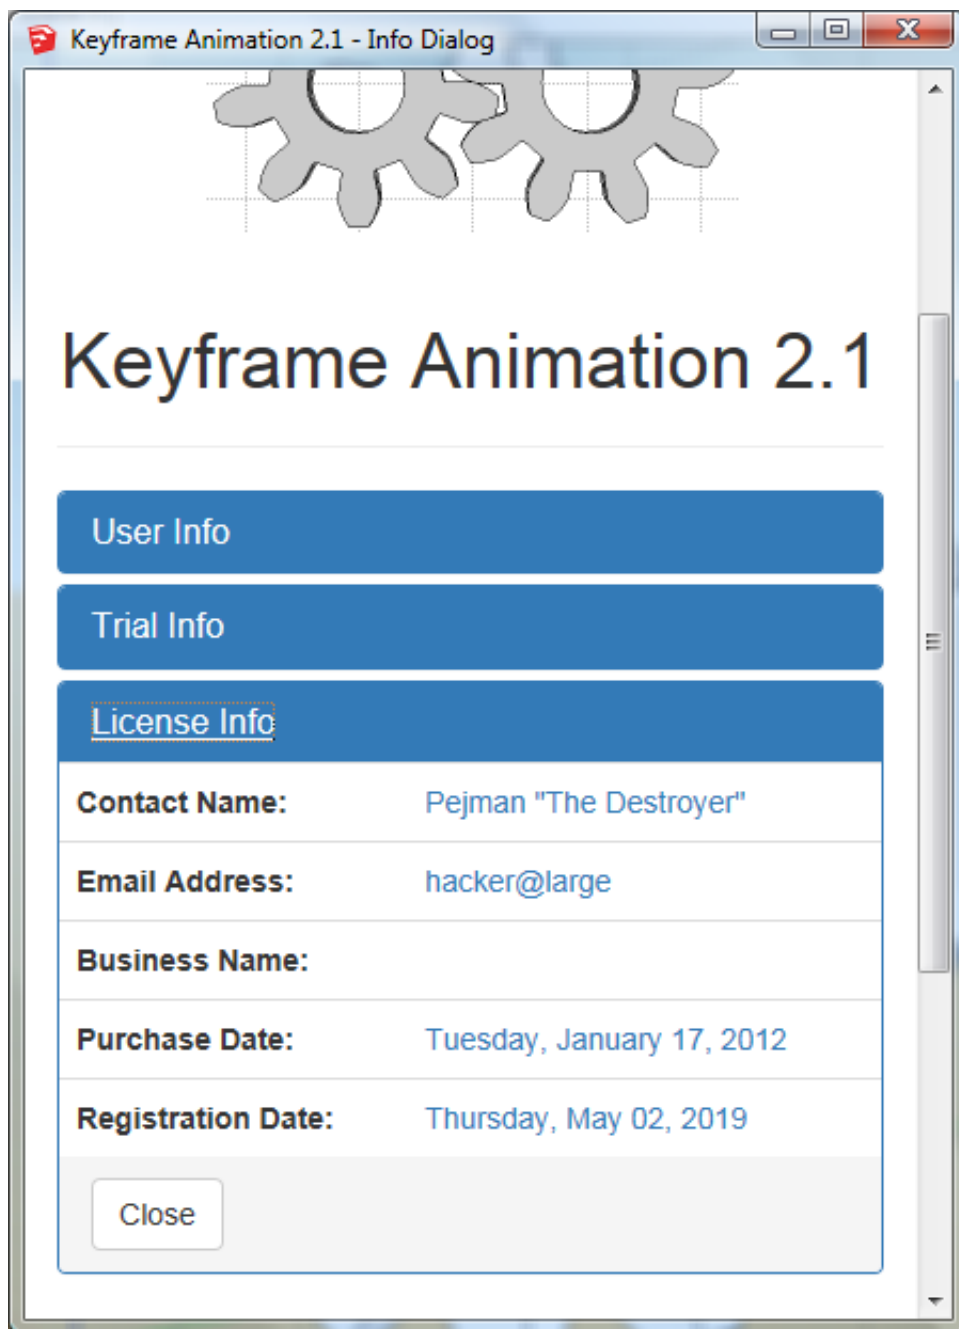 Keyframe Animation 2.1 - Info Dialog
Keyframe Animation 2.1
User Info
Trial Info
License Info
Contact Name: Pejman "The Destroyer"
Email Address: hacker@large
Business Name:
Purchase Date: Tuesday, January 17, 2012
Registration Date: Thursday, May 02, 2019
Close